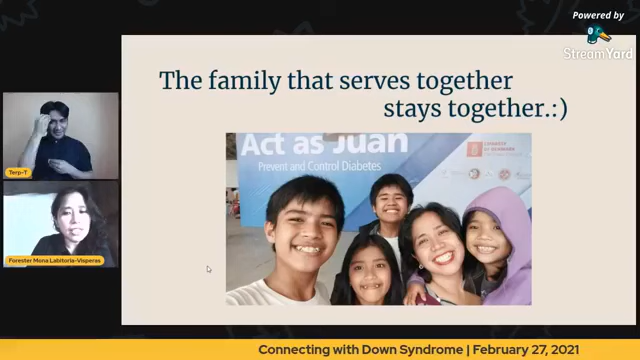 Powered by
StreamYard
The family that serves together
stays together.:)
Act as Juan
Prevent and Control Diabetes
Terp-T
Forester Mona Labitoria-Visperas
Connecting with Down Syndrome | February 27, 2021